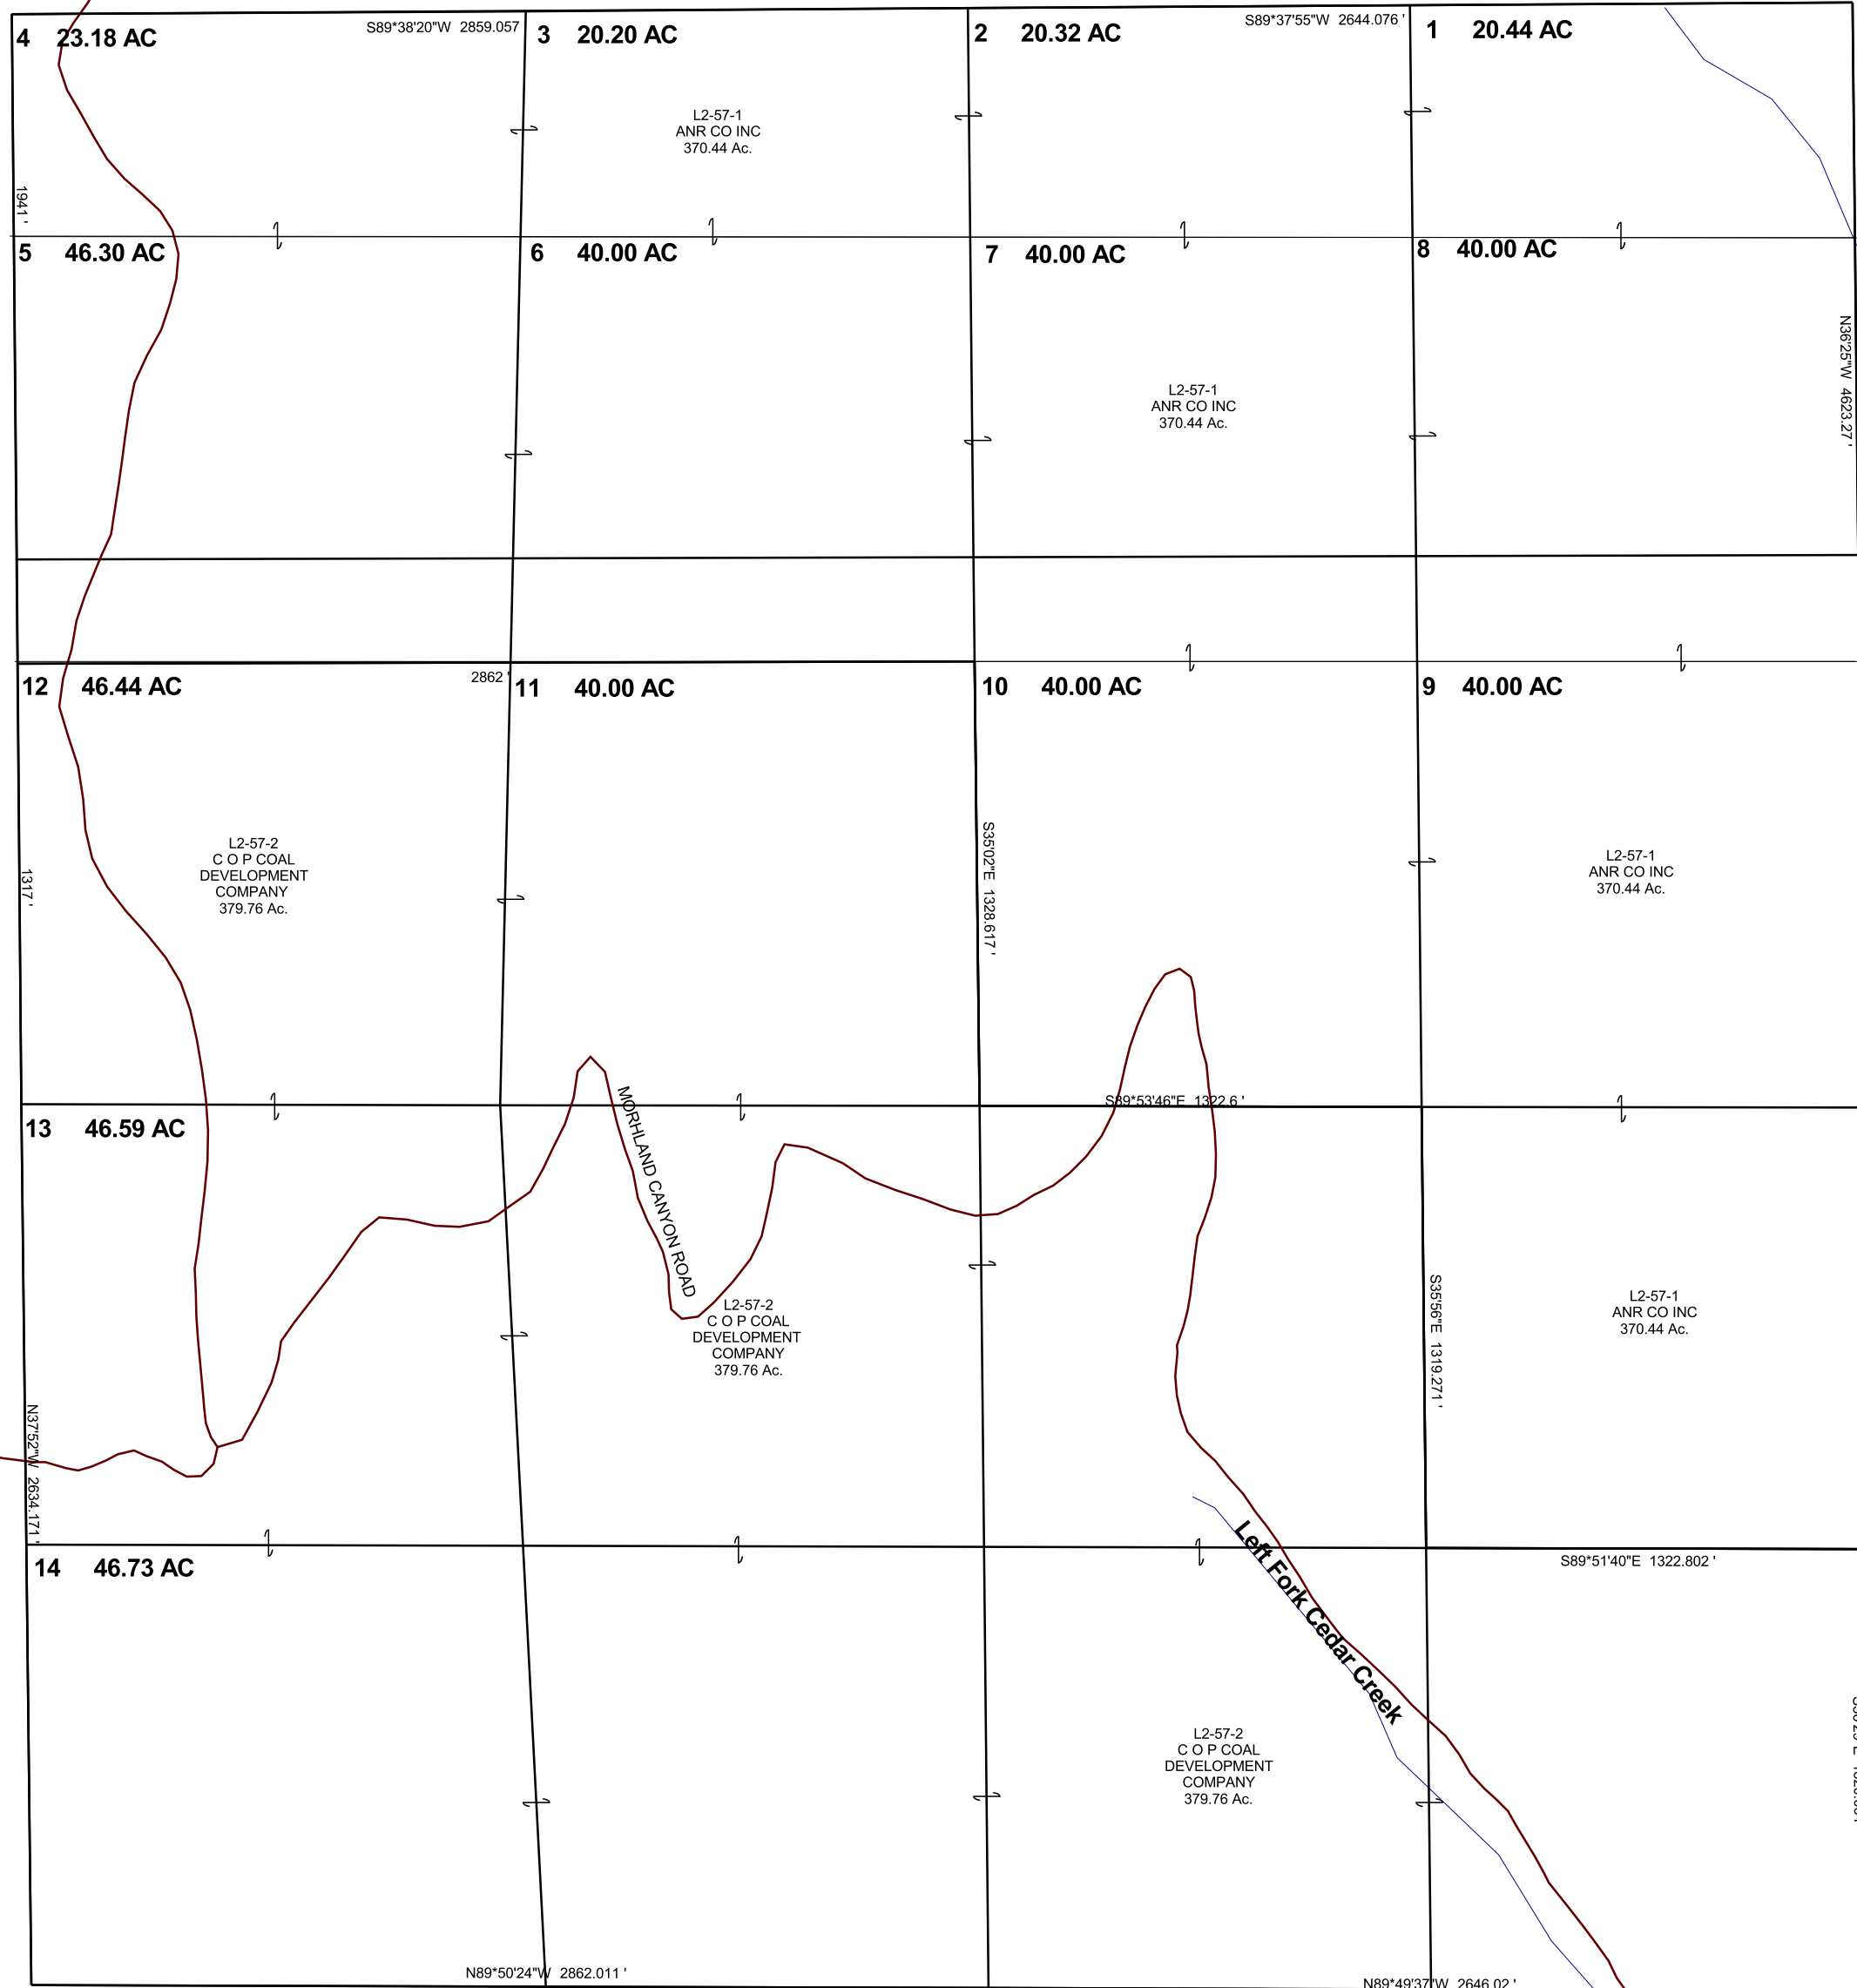 4 23.18 AC
S89*38'20"W 2859.057
3 20.20 AC
2 20.32 AC
S89*37'55"W 2644.076 '
1 20.44 AC
L2-57-1
ANR CO INC
370.44 Ac.
1941 '
5 46.30 AC
6 40.00 AC
7 40.00 AC
8 40.00 AC
N36'25"W 4623.27 '
L2-57-1
ANR CO INC
370.44 Ac.
12 46.44 AC
2862 '
11 40.00 AC
10 40.00 AC
9 40.00 AC
L2-57-2
C O P COAL
DEVELOPMENT
COMPANY
379.76 Ac.
1317 '
S35'02"E 1328.617 '
L2-57-1
ANR CO INC
370.44 Ac.
S89*53'46"E 1322.6 '
13 46.59 AC
MORHLAND CANYON ROAD
L2-57-2
C O P COAL
DEVELOPMENT
COMPANY
379.76 Ac.
S35'56"E 1319.271 '
L2-57-1
ANR CO INC
370.44 Ac.
N37'52"W 2634.171 '
14 46.73 AC
S89*51'40"E 1322.802 '
Left Fork Cedar Creek
L2-57-2
C O P COAL
DEVELOPMENT
COMPANY
379.76 Ac.
N89*50'24"W 2862.011 '
N89*49'37"W 2646.02 '